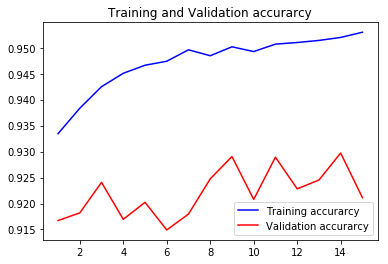 Training and Validation accurarcy
0.950
0.945
0.940
0.935
0.930
0.925
0.920
0.915
2 4 6 8 10 12 14
Training accurarcy
Validation accurarcy